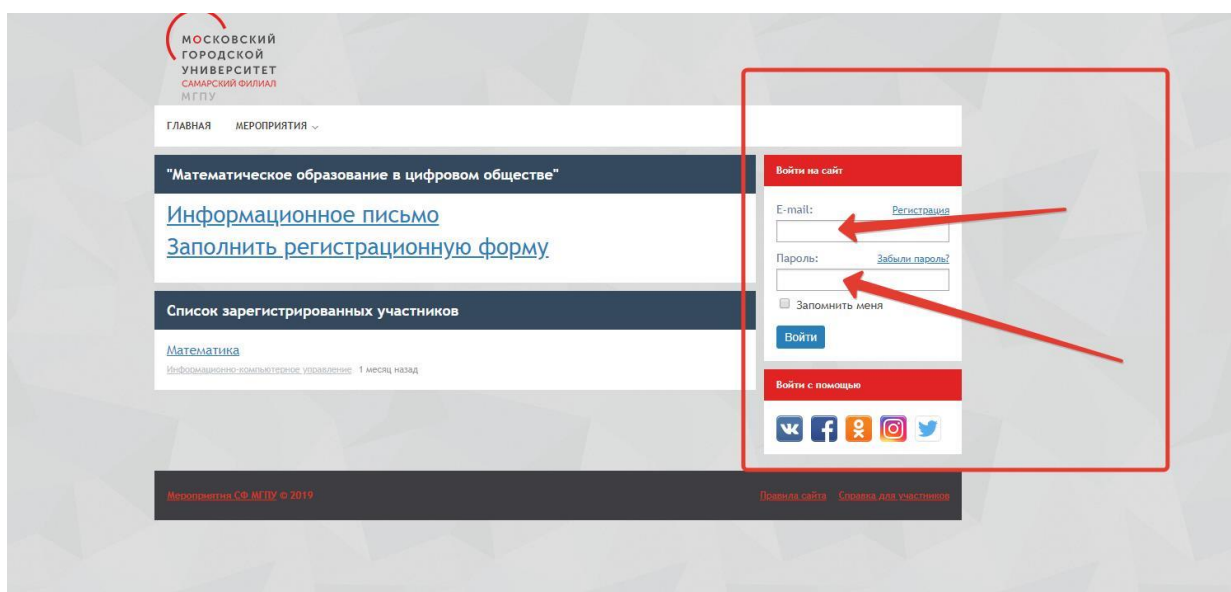 МОСКОВСКИЙ
ГОРОДСКОЙ
УНИВЕРСИТЕТ
САМАРСКИЙ ФИЛИАЛ
МГПУ
ГЛАВНАЯ МЕРОПРИЯТИЯ
"Математическое образование в цифровом обществе"
Информационное письмо
Заполнить регистрационную форму
Список зарегистрированных участников
Математика
Информационно-компьютерное управление 1 месяц назад
Войти на сайт
E-mail: Регистрация
Пароль: Забыли пароль?
Запомнить меня
Войти
Войти с помощью
Мероприятия СФ МГПУ © 2019
Правила сайта Справка для участников